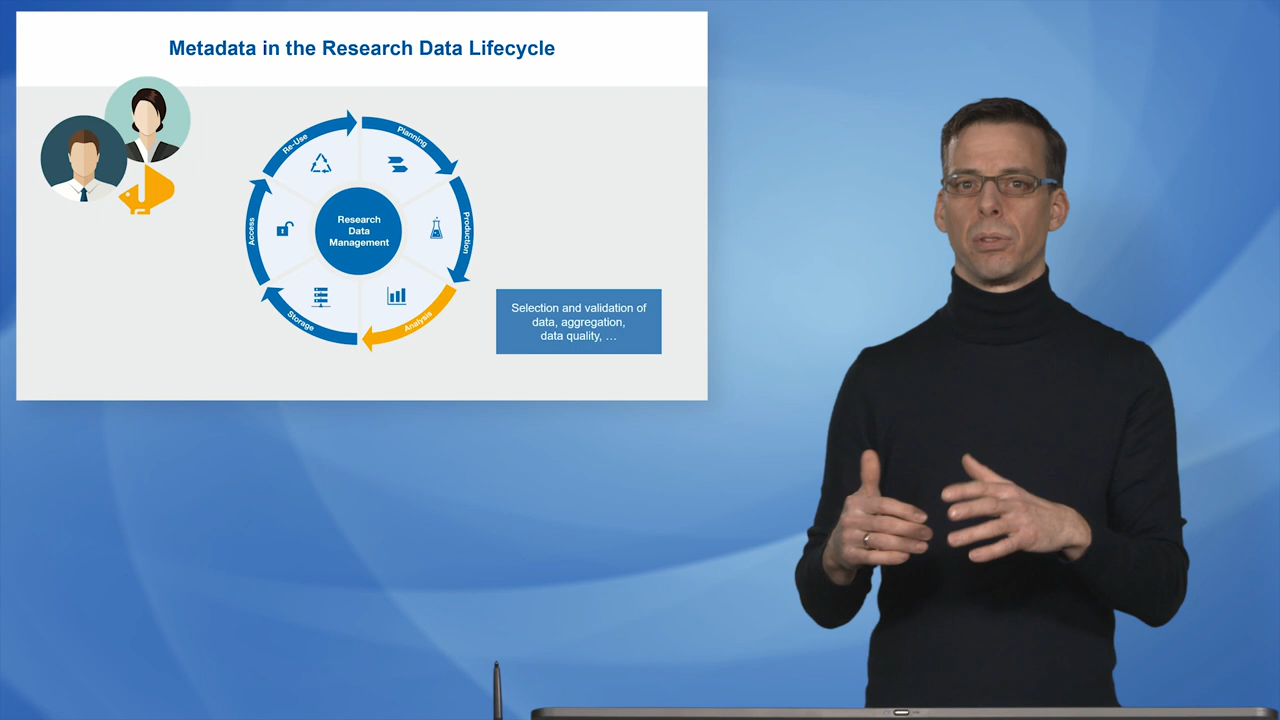 Metadata in the Research Data Lifecycle
Re-Use
Planning
Access
Research
Data
Management
Production
Storage
Analysis
Selection and validation of
data, aggregation,
data quality, …